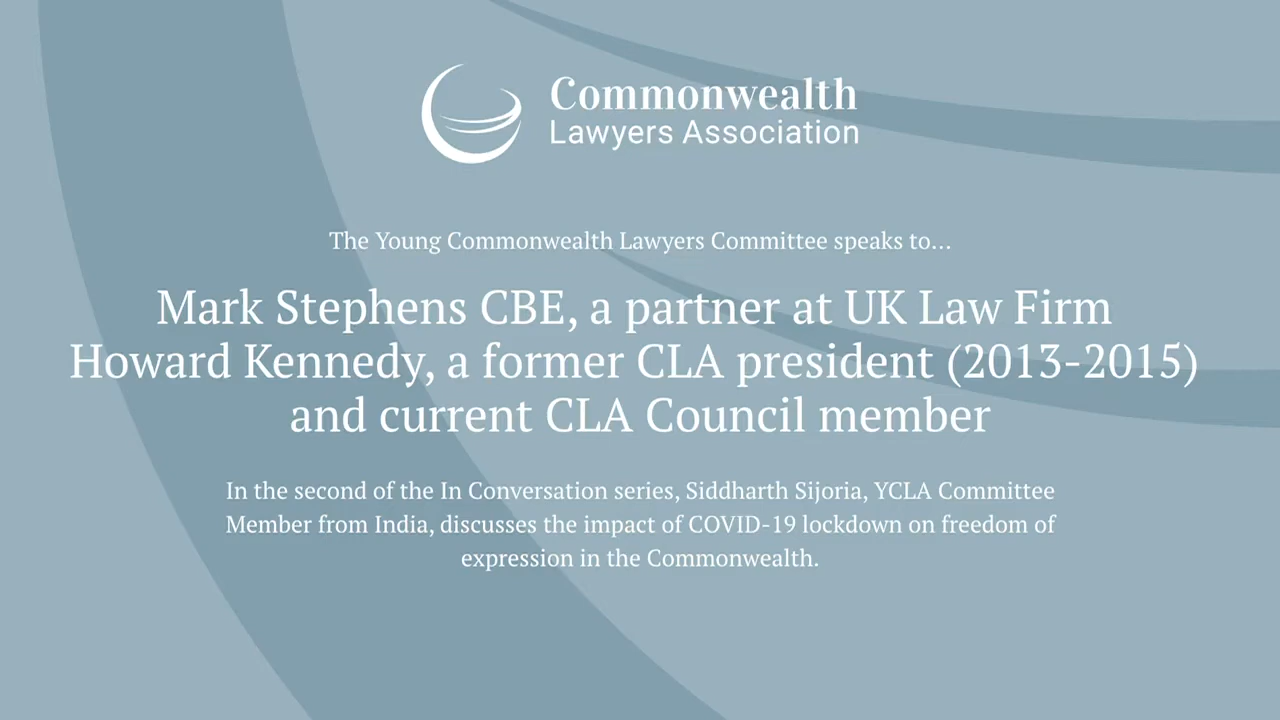 Commonwealth
Lawyers Association
The Young Commonwealth Lawyers Committee speaks to...
Mark Stephens CBE, a partner at UK Law Firm
Howard Kennedy, a former CLA president (2013-2015)
and current CLA Council member
In the second of the In Conversation series, Siddharth Sijoria, YCLA Committee
Member from India, discusses the impact of COVID-19 lockdown on freedom of
expression in the Commonwealth.